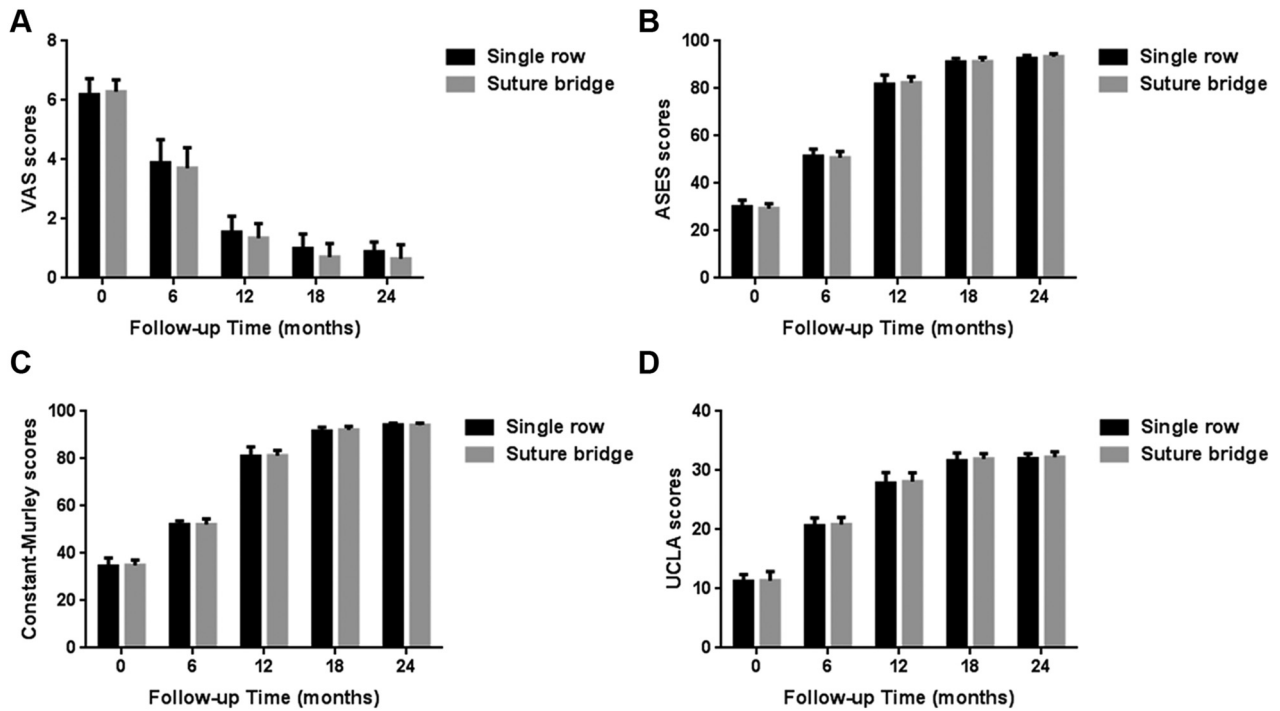 A
8
6
4
2
0
VAS scores
0 6 12 18 24
Follow-up Time (months)
Single row
Suture bridge
B
100
80
60
40
20
0
ASES scores
0 6 12 18 24
Follow-up Time (months)
Single row
Suture bridge
C
100
80
60
40
20
0
Constant-Murley scores
0 6 12 18 24
Follow-up Time (months)
Single row
Suture bridge
D
40
30
20
10
0
UCLA scores
0 6 12 18 24
Follow-up Time (months)
Single row
Suture bridge